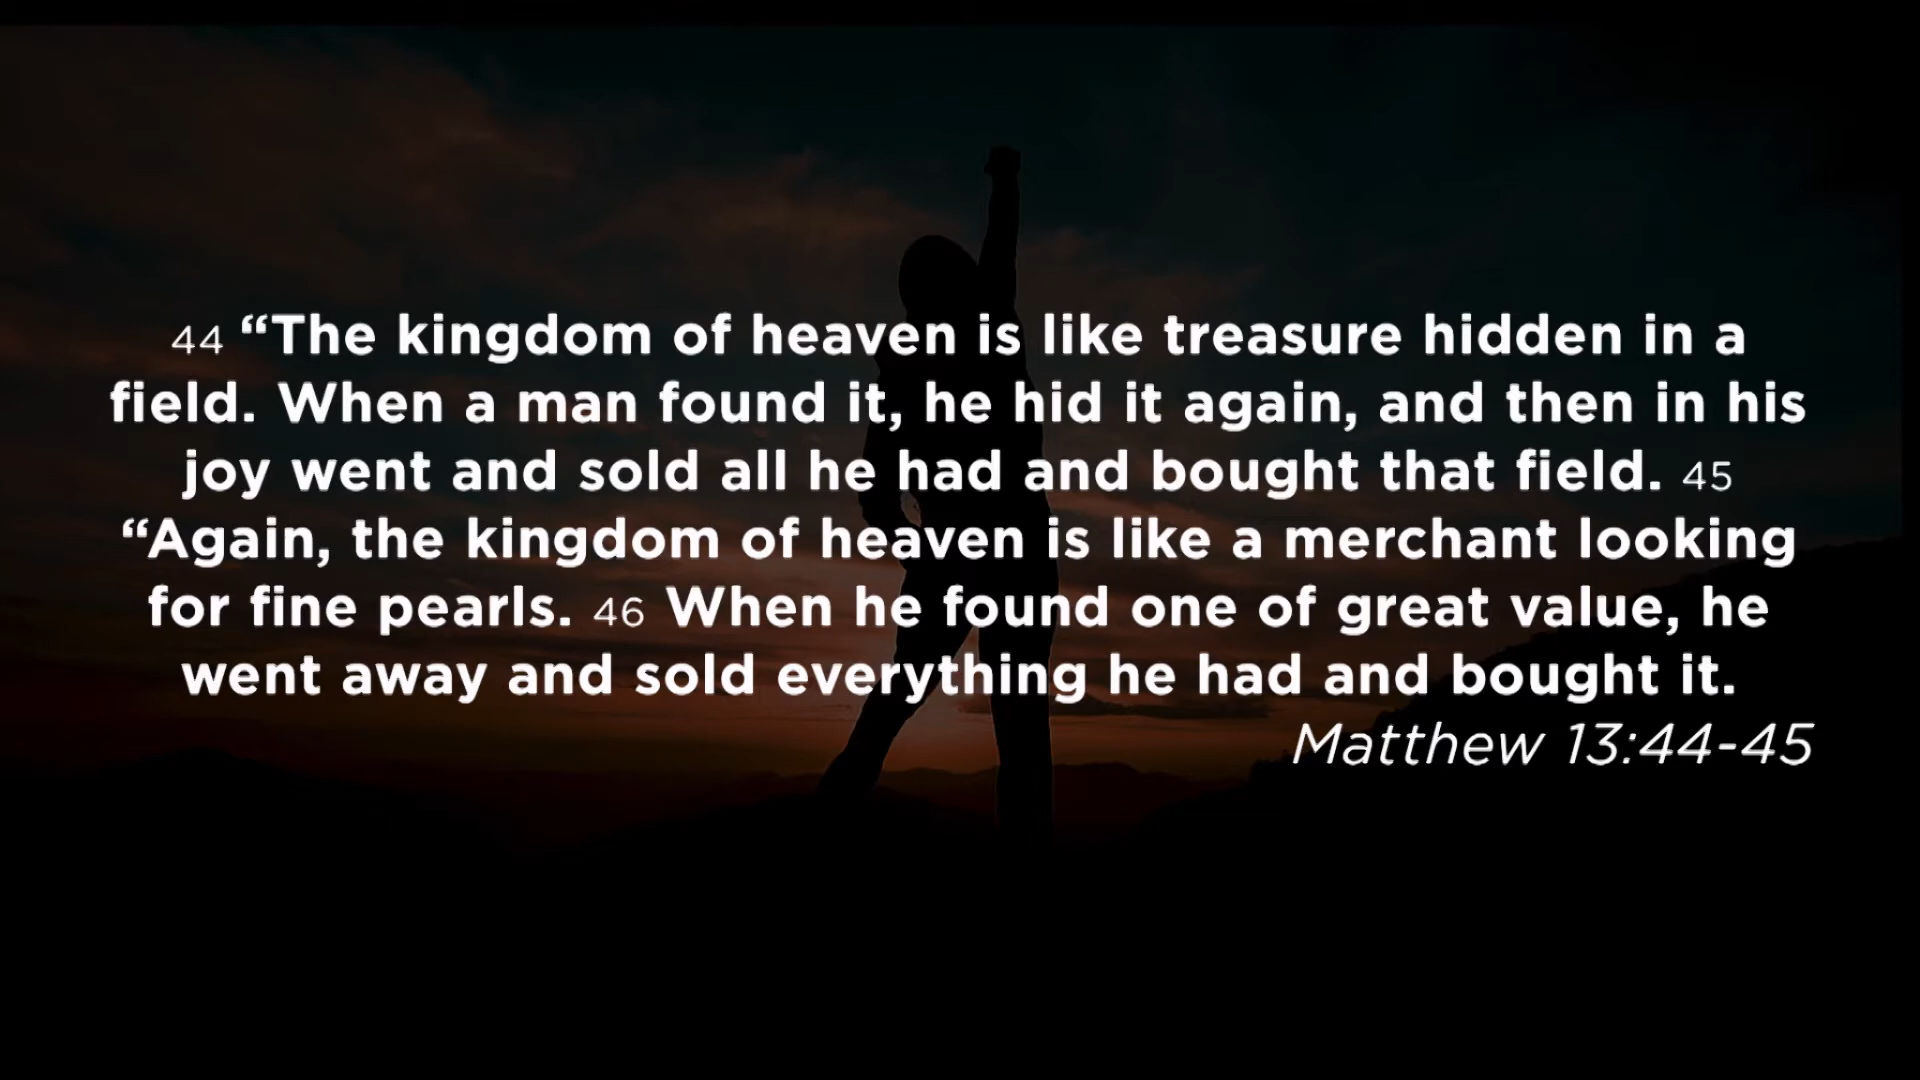 44 “The kingdom of heaven is like treasure hidden in a
field. When a man found it, he hid it again, and then in his
joy went and sold all he had and bought that field. 45
“Again, the kingdom of heaven is like a merchant looking
for fine pearls. 46 When he found one of great value, he
went away and sold everything he had and bought it.
Matthew 13:44-45